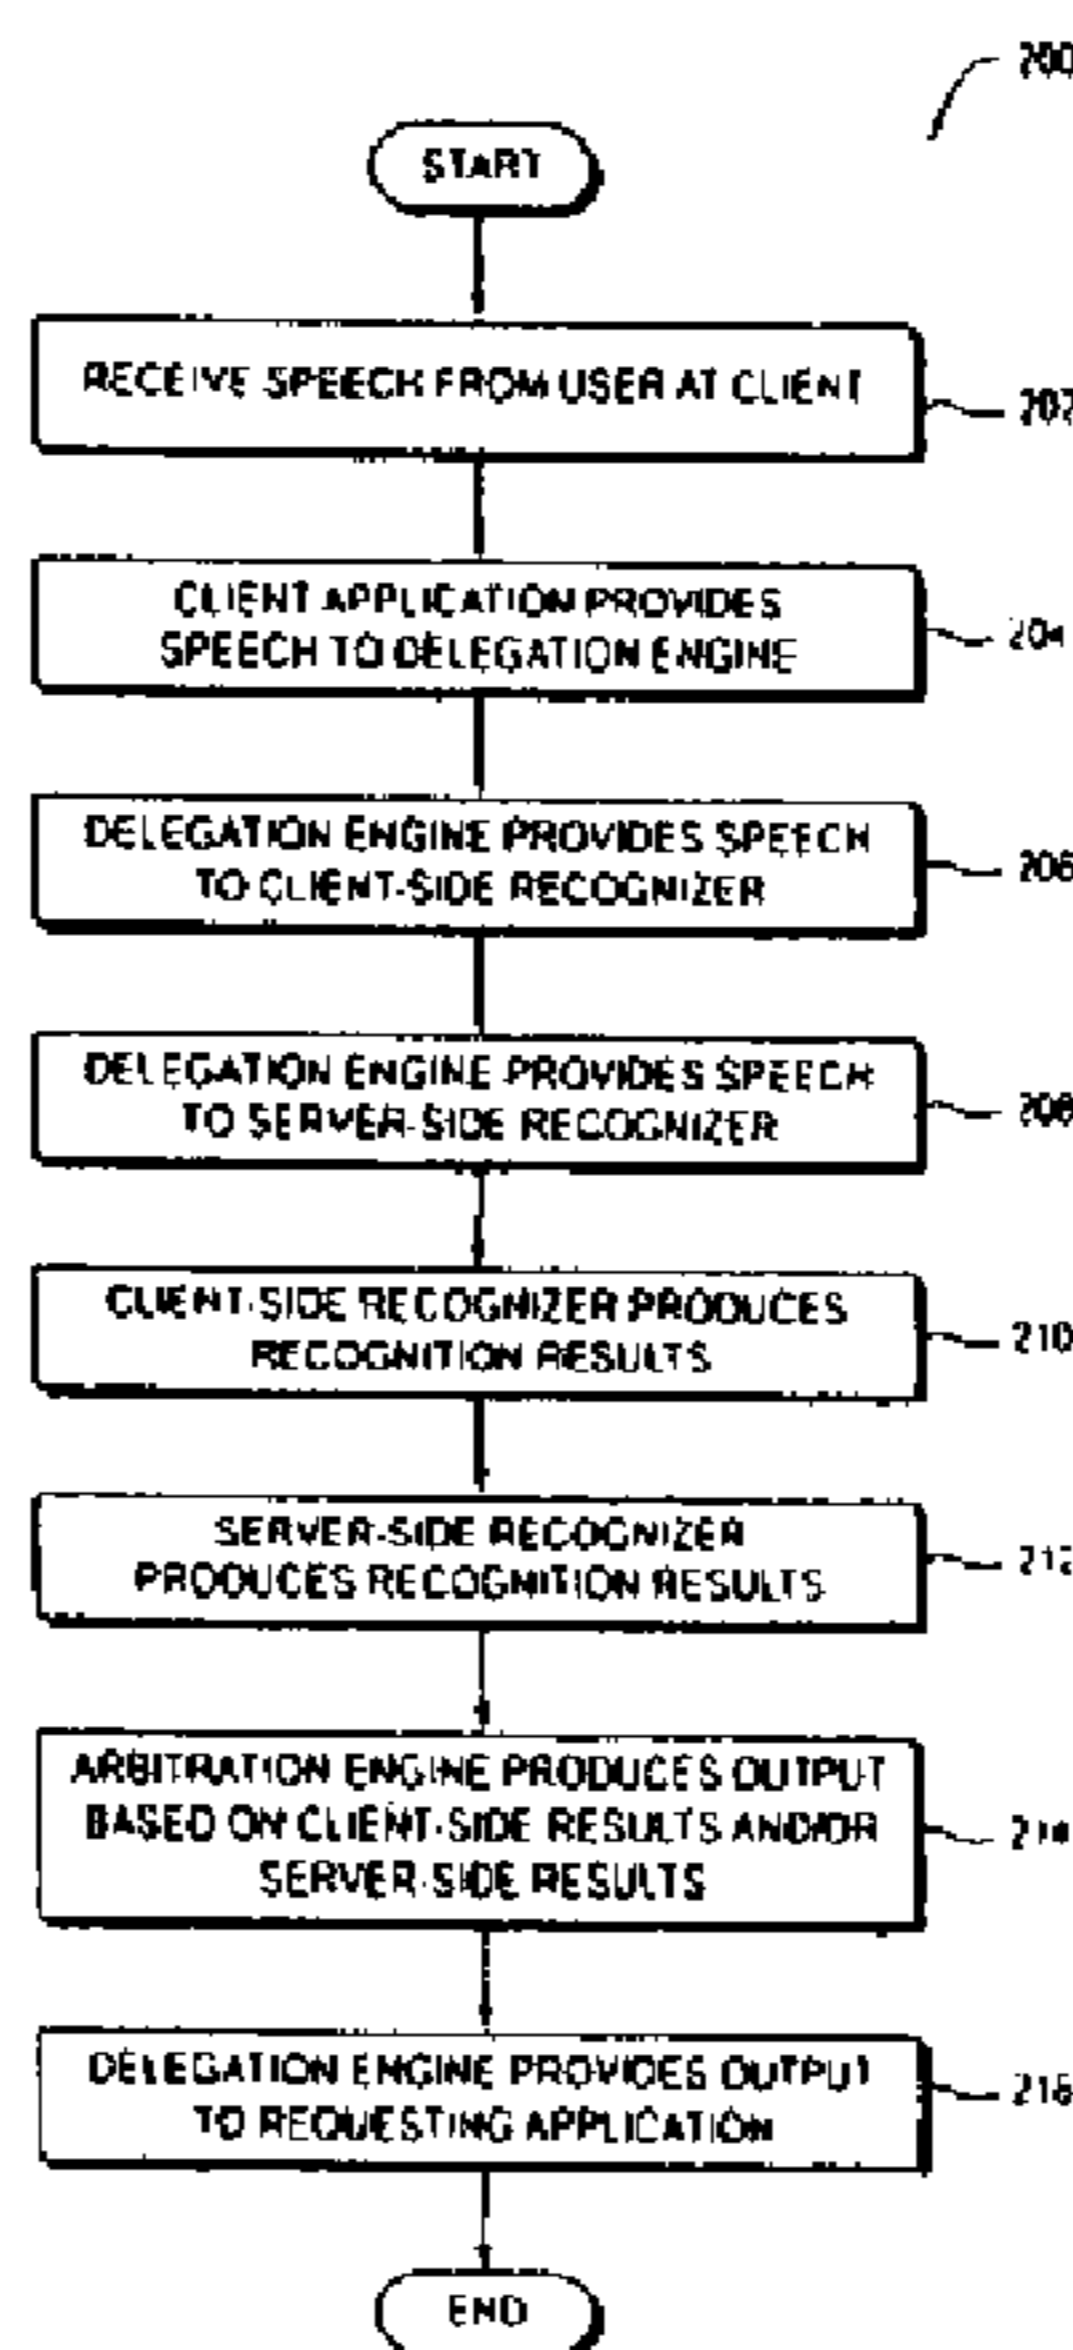 200
START
RECEIVE SPEECH FROM USER AT CLIENT
202
CLIENT APPLICATION PROVIDES
SPEECH TO DELEGATION ENGINE
204
DELEGATION ENGINE PROVIDES SPEECH
TO CLIENT-SIDE RECOGNIZER
206
DELEGATION ENGINE PROVIDES SPEECH
TO SERVER-SIDE RECOGNIZER
208
CLIENT-SIDE RECOGNIZER PRODUCES
RECOGNITION RESULTS
210
SERVER-SIDE RECOGNIZER
PRODUCES RECOGNITION RESULTS
212
ARBITRATION ENGINE PRODUCES OUTPUT
BASED ON CLIENT-SIDE RESULTS AND/OR
SERVER-SIDE RESULTS
214
DELEGATION ENGINE PROVIDES OUTPUT
TO REQUESTING APPLICATION
216
END